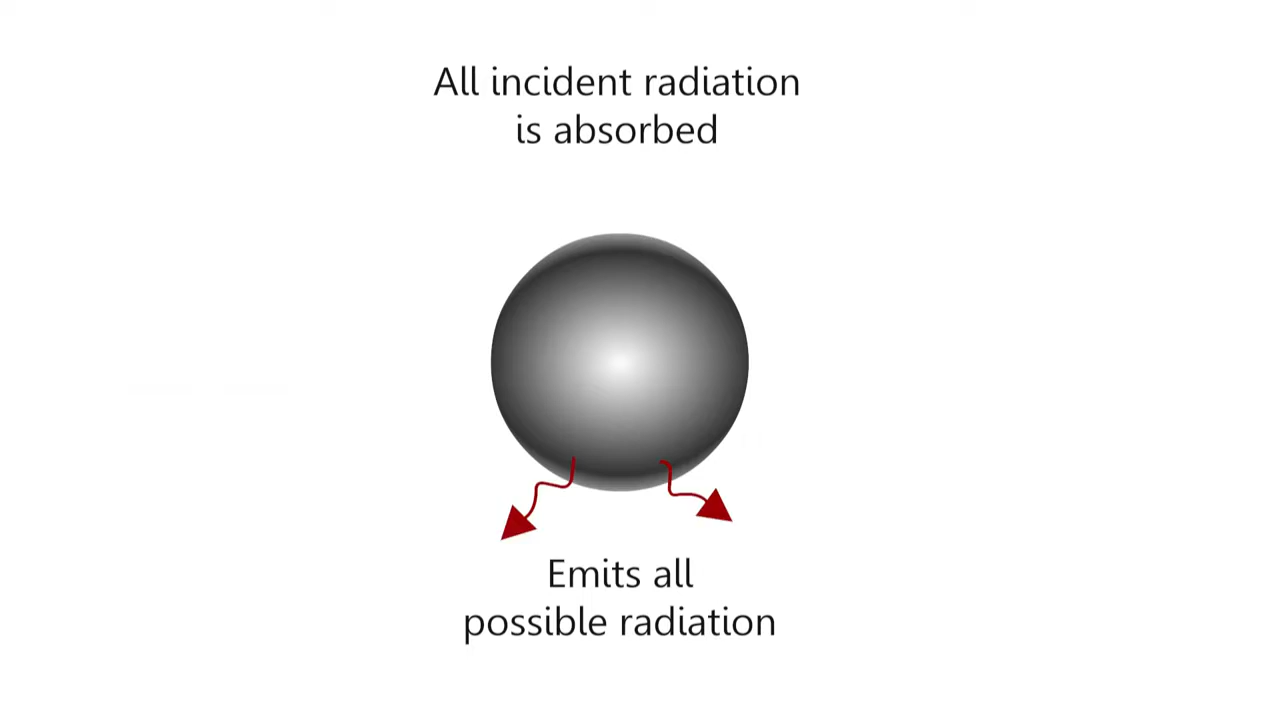 All incident radiation
is absorbed
Emits all
possible radiation